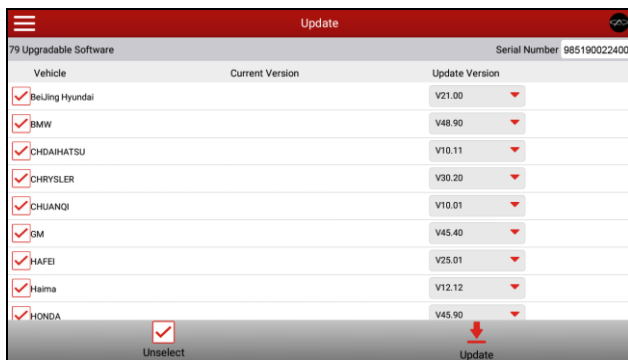 Update
79 Upgradable Software Serial Number 985190022400
Vehicle Current Version Update Version
BeiJing Hyundai V21.00
BMW V48.90
CHDAIHATSU V10.11
CHRYSLER V30.20
CHUANQI V10.01
GM V45.40
HAFEI V25.01
Haima V12.12
HONDA V45.90
Unselect Update